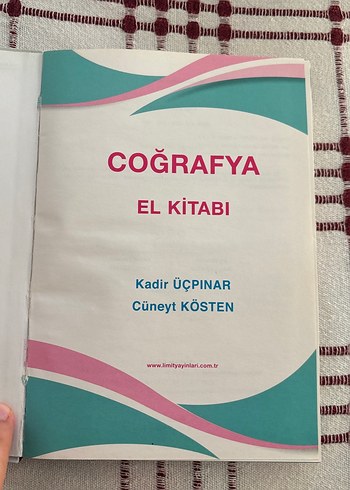 COĞRAFYA
EL KİTABI
Kadir ÜÇPINAR
Cüneyt KÖSTEN
www.limityayinlari.com.tr